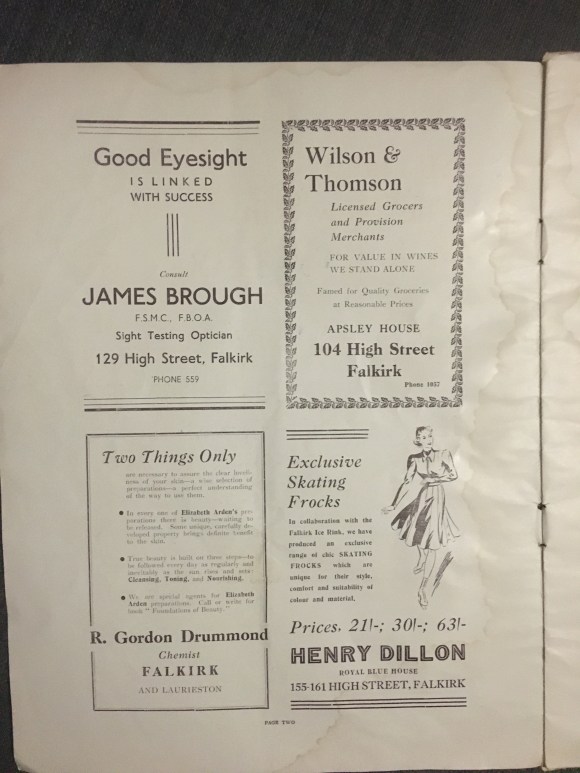 Good Eyesight
IS LINKED
WITH SUCCESS
Consult
JAMES BROUGH
F.S.M.C., F.B.O.A.
Sight Testing Optician
129 High Street, Falkirk
PHONE 559
Wilson &
Thomson
Licensed Grocers
and Provision
Merchants
FOR VALUE IN WINES
WE STAND ALONE
Famed for Quality Groceries
at Reasonable Prices
APSLEY HOUSE
104 High Street
Falkirk
Phone 1057
Two Things Only
are necessary to assure the clear loveli-
ness of your skin—a wise selection of
preparations—a perfect understanding
of the way to use them.
● In every one of Elizabeth Arden's pre-
parations there is beauty—waiting to
be released. Some unique, carefully de-
veloped property brings definite benefit
to the skin.
● True beauty is built on three steps—to
be followed every day as regularly and
inevitably as the sun rises and sets:
Cleansing, Toning, and Nourishing.
● We are special agents for Elizabeth
Arden preparations. Call or write for
book "Foundations of Beauty."
R. Gordon Drummond
Chemist
FALKIRK
AND LAURIESTON
Exclusive
Skating
Frocks
In collaboration with the
Falkirk Ice Rink, we have
produced an exclusive
range of chic SKATING
FROCKS which are
unique for their style,
comfort and suitability of
colour and material.
Prices, 21/-; 30/-; 63/-
HENRY DILLON
ROYAL BLUE HOUSE
155-161 HIGH STREET, FALKIRK
PAGE TWO